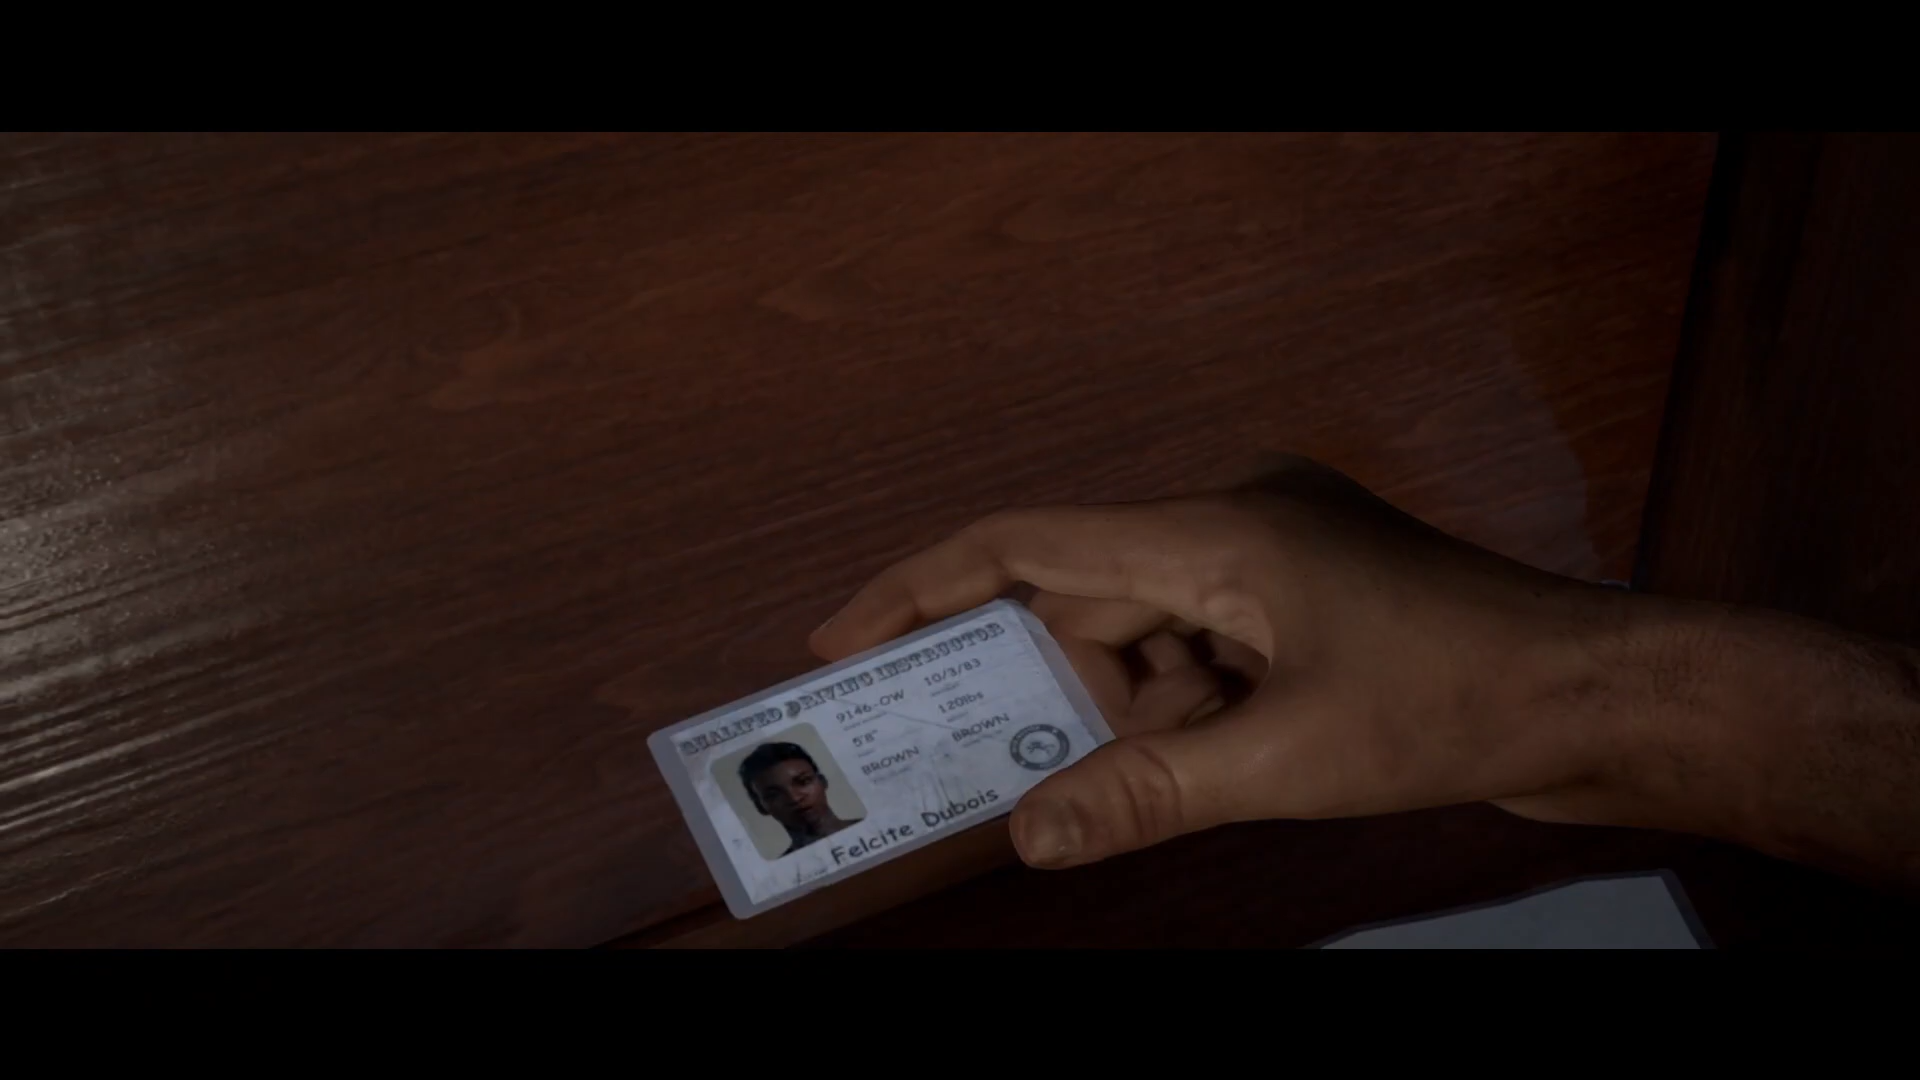 QUALIFED DRIVING INSTRUCTOR
9146-OW 10/3/83
5'8" 120lbs
BROWN BROWN
Felcite Dubois